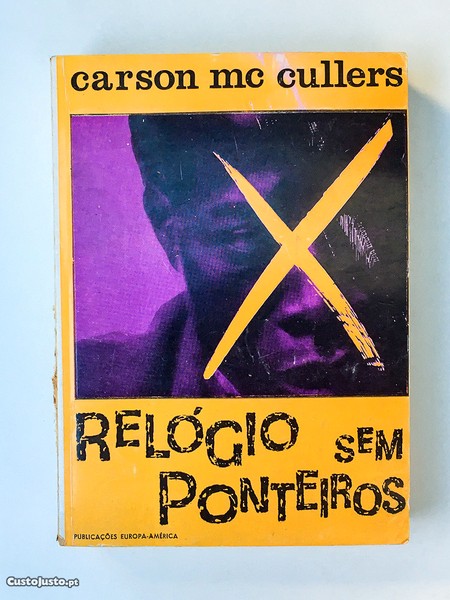 carson mc cullers
RELÓGIO SEM
PONTEIROS
PUBLICAÇÕES EUROPA-AMÉRICA
CustoJusto.pt